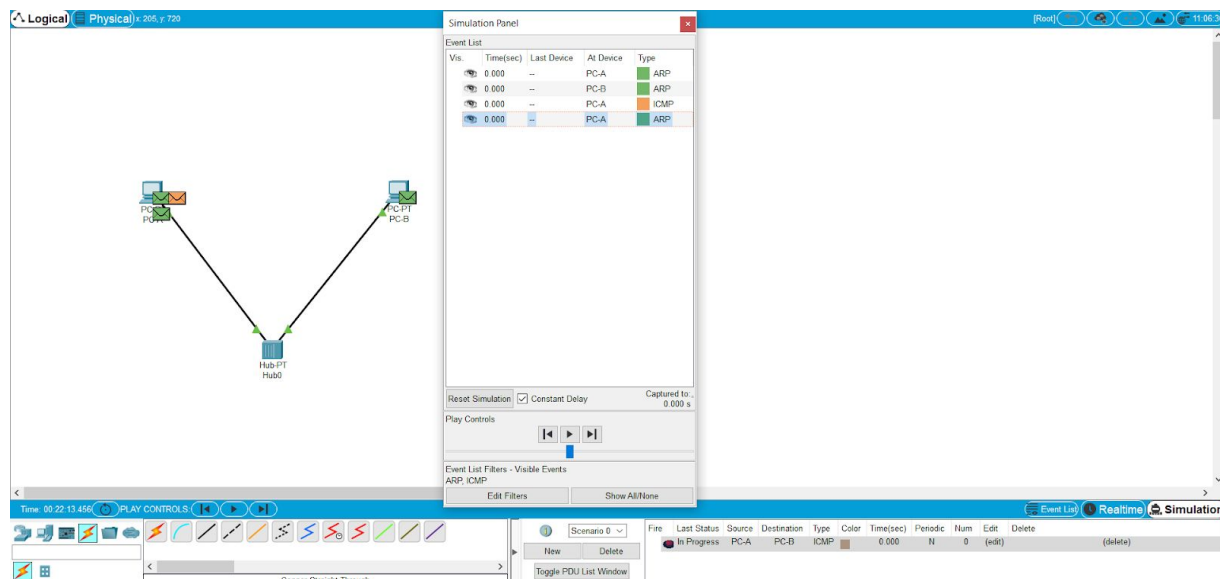 Logical Physical x: 205, y: 720 [Root] 11:06:30
Simulation Panel
Event List
Vis. Time(sec) Last Device At Device Type
0.000 -- PC-A ARP
0.000 -- PC-B ARP
0.000 -- PC-A ICMP
0.000 -- PC-A ARP
PC-PT
PC-B
Hub-PT
Hub0
Reset Simulation Constant Delay Captured to:
0.000 s
Play Controls
Event List Filters - Visible Events
ARP, ICMP
Edit Filters Show All/None
Time: 00:22:13.456 PLAY CONTROLS: Event List Realtime Simulation
Scenario 0
New Delete
Toggle PDU List Window
Fire Last Status Source Destination Type Color Time(sec) Periodic Num Edit Delete
In Progress PC-A PC-B ICMP 0.000 N 0 (edit) (delete)